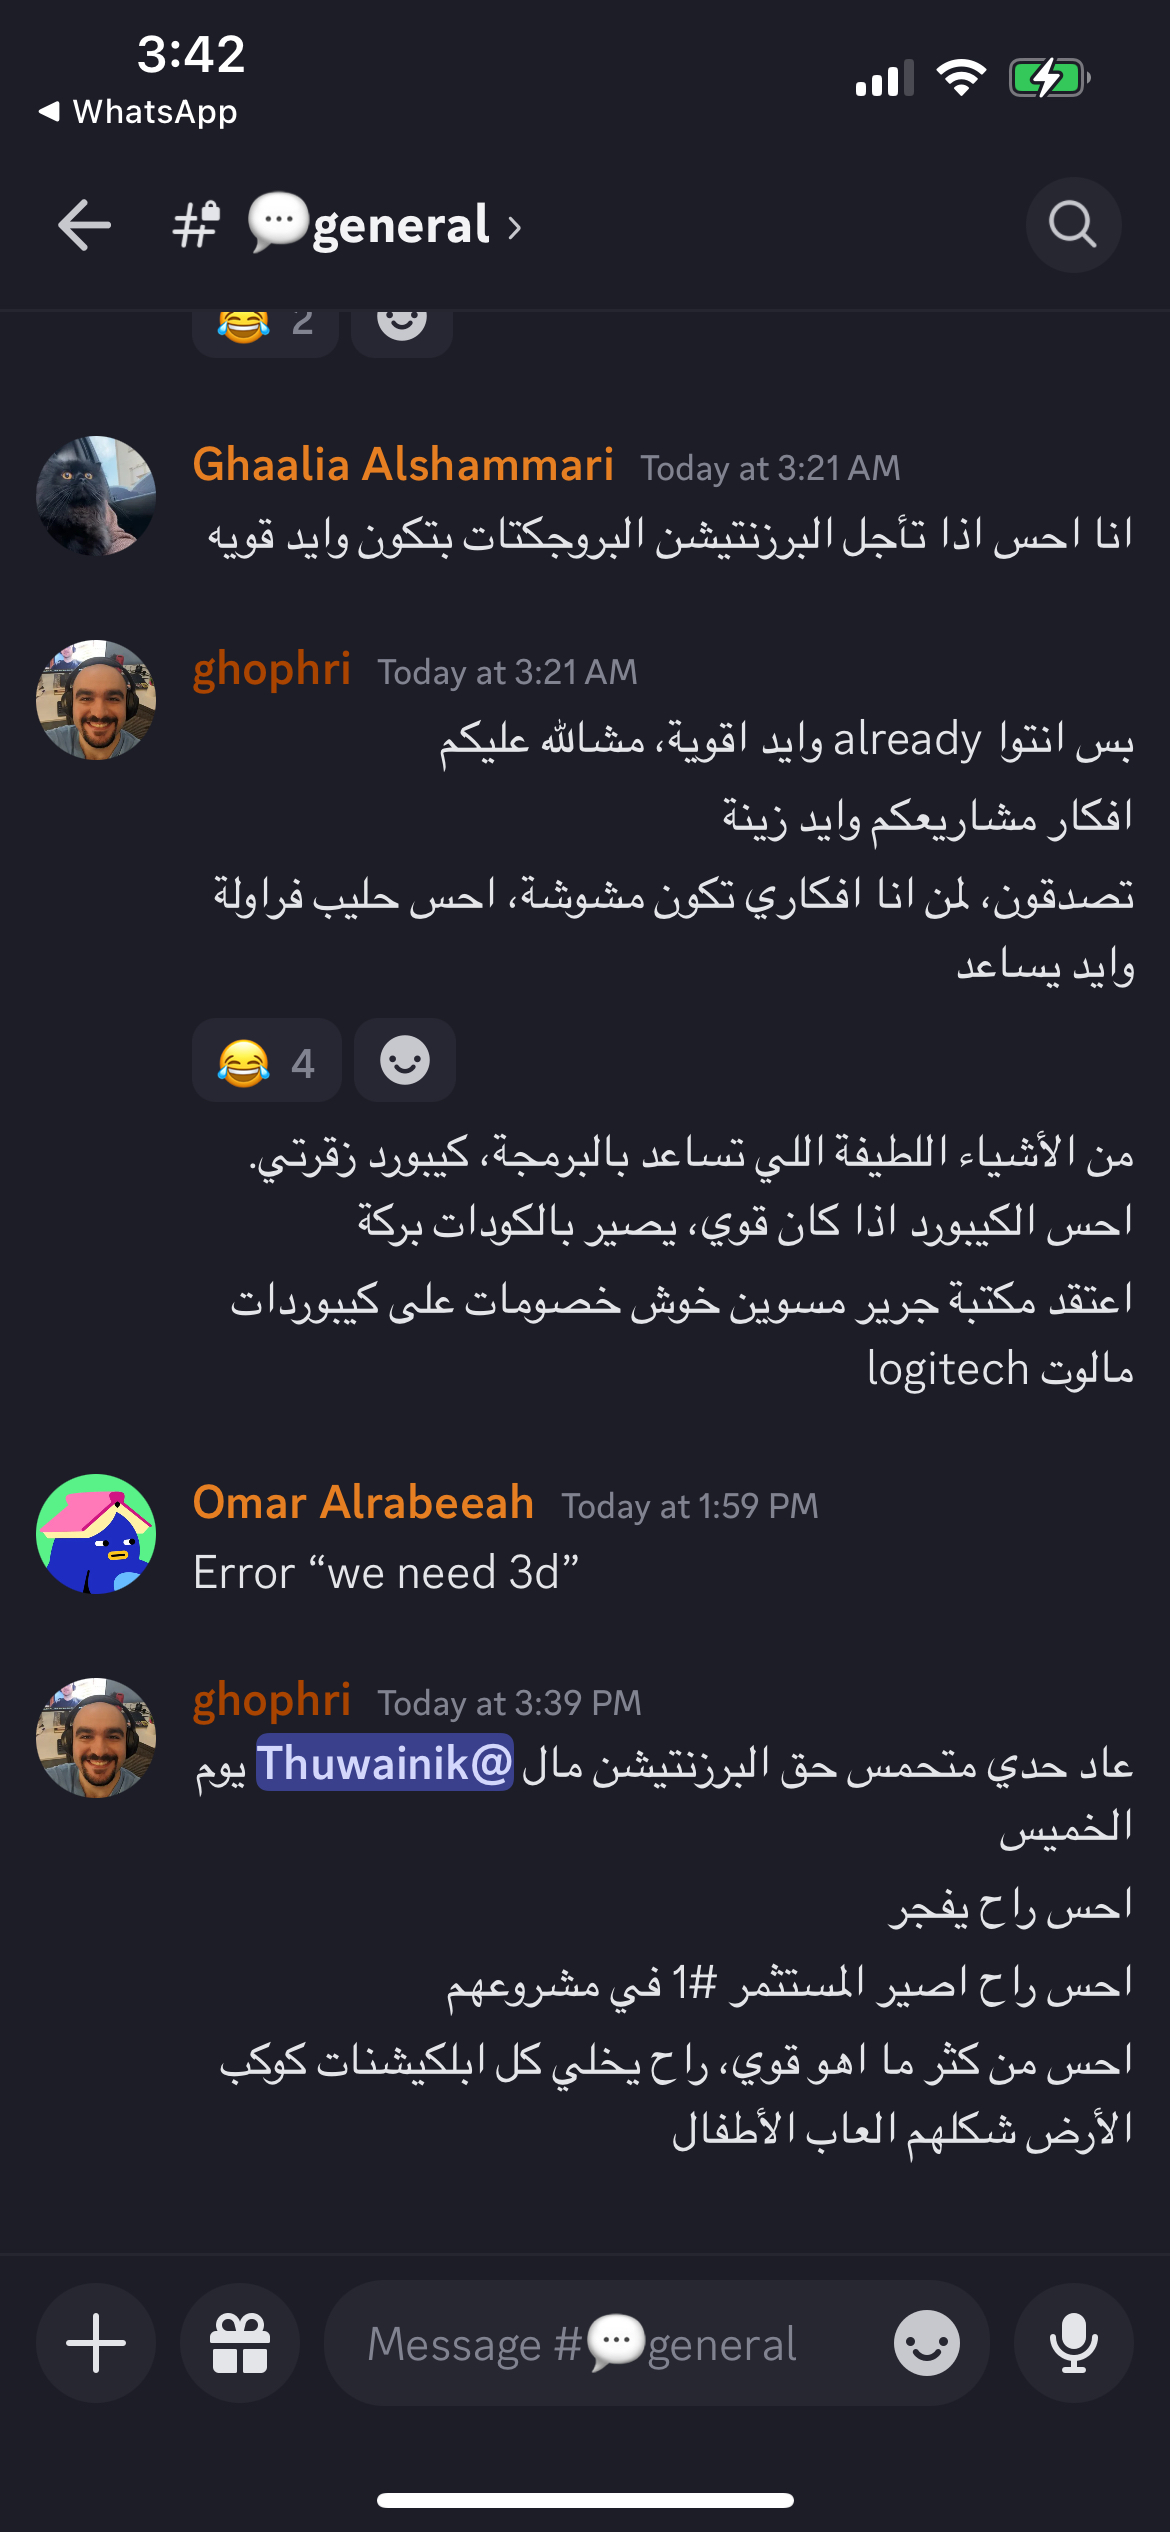 3:42
WhatsApp
💬general
😂 2
Ghaalia Alshammari Today at 3:21 AM
انا احس اذا تأجل البرزنتيشن البروجكتات بتكون وايد قويه
ghophri Today at 3:21 AM
بس انتوا already وايد اقوية، مشالله عليكم
افكار مشاريعكم وايد زينة
تصدقون، لمن انا افكاري تكون مشوشة، احس حليب فراولة
وايد يساعد
😂 4
من الأشياء اللطيفة اللي تساعد بالبرمجة، كيبورد زقرتي.
احس الكيبورد اذا كان قوي، يصير بالكودات بركة
اعتقد مكتبة جرير مسوين خوش خصومات على كيبوردات
مالوت logitech
Omar Alrabeeah Today at 1:59 PM
Error “we need 3d”
ghophri Today at 3:39 PM
عاد حدي متحمس حق البرزنتيشن مال @Thuwainik يوم
الخميس
احس راح يفجر
احس راح اصير المستثمر #1 في مشروعهم
احس من كثر ما اهو قوي، راح يخلي كل ابلكيشنات كوكب
الأرض شكلهم العاب الأطفال
Message #💬general